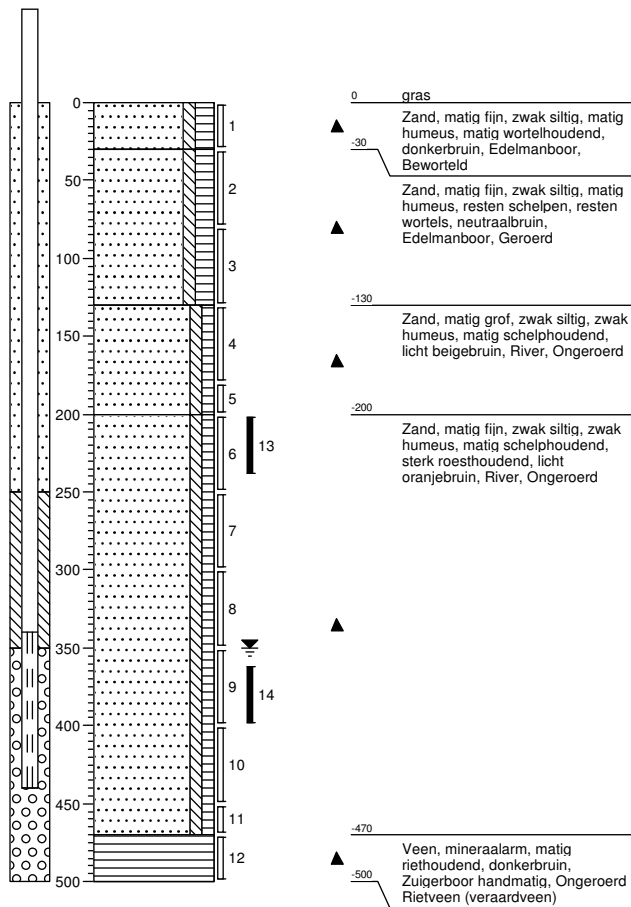 0
50
100
150
200
250
300
350
400
450
500
1
2
3
4
5
6
7
8
9
10
11
12
13
14
0
gras
Zand, matig fijn, zwak siltig, matig
humeus, matig wortelhoudend,
donkerbruin, Edelmanboor,
Beworteld
-30
Zand, matig fijn, zwak siltig, matig
humeus, resten schelpen, resten
wortels, neutraalbruin,
Edelmanboor, Geroerd
-130
Zand, matig grof, zwak siltig, zwak
humeus, matig schelphoudend,
licht beigebruin, River, Ongeroerd
-200
Zand, matig fijn, zwak siltig, zwak
humeus, matig schelphoudend,
sterk roesthoudend, licht
oranjebruin, River, Ongeroerd
-470
Veen, mineraalarm, matig
riethoudend, donkerbruin,
Zuigerboor handmatig, Ongeroerd
Rietveen (veraardveen)
-500